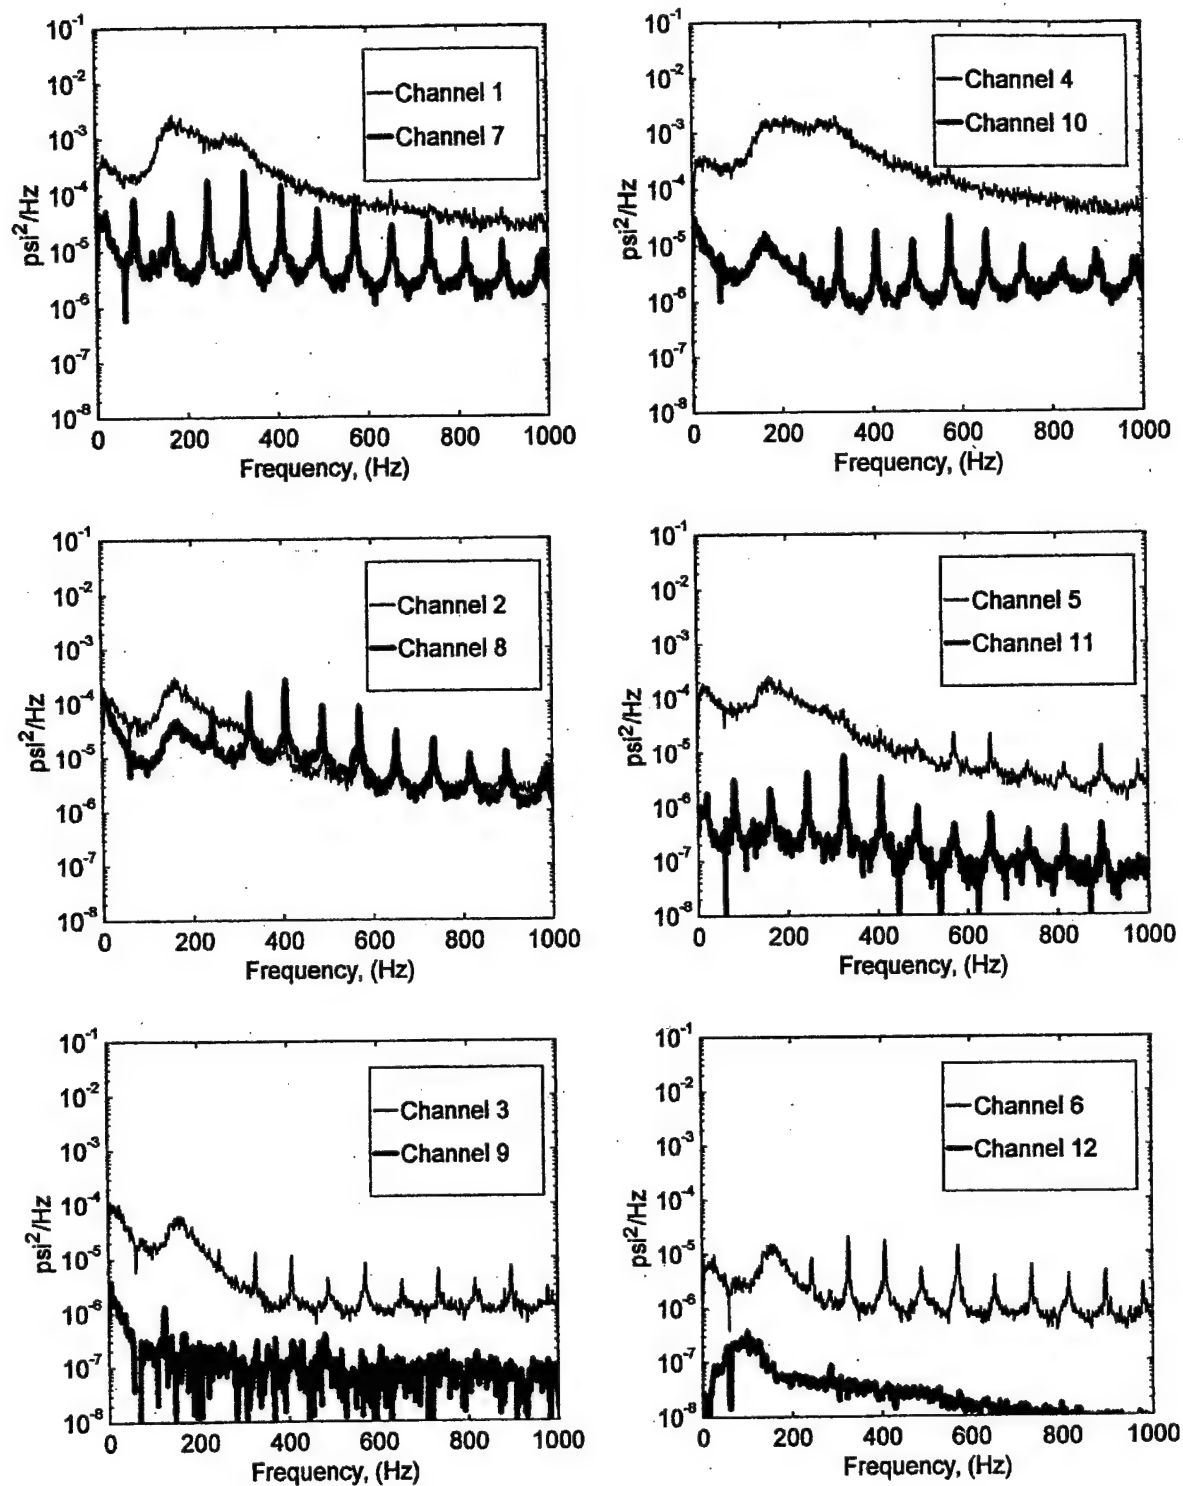 10-1
10-2
10-3
10-4
10-5
10-6
10-7
10-8
psi2/Hz
Channel 1
Channel 7
0 200 400 600 800 1000
Frequency, (Hz)
10-1
10-2
10-3
10-4
10-5
10-6
10-7
10-8
psi2/Hz
Channel 4
Channel 10
0 200 400 600 800 1000
Frequency, (Hz)
10-1
10-2
10-3
10-4
10-5
10-6
10-7
10-8
psi2/Hz
Channel 2
Channel 8
0 200 400 600 800 1000
Frequency, (Hz)
10-1
10-2
10-3
10-4
10-5
10-6
10-7
10-8
psi2/Hz
Channel 5
Channel 11
0 200 400 600 800 1000
Frequency, (Hz)
10-1
10-2
10-3
10-4
10-5
10-6
10-7
10-8
psi2/Hz
Channel 3
Channel 9
0 200 400 600 800 1000
Frequency, (Hz)
10-1
10-2
10-3
10-4
10-5
10-6
10-7
10-8
psi2/Hz
Channel 6
Channel 12
0 200 400 600 800 1000
Frequency, (Hz)